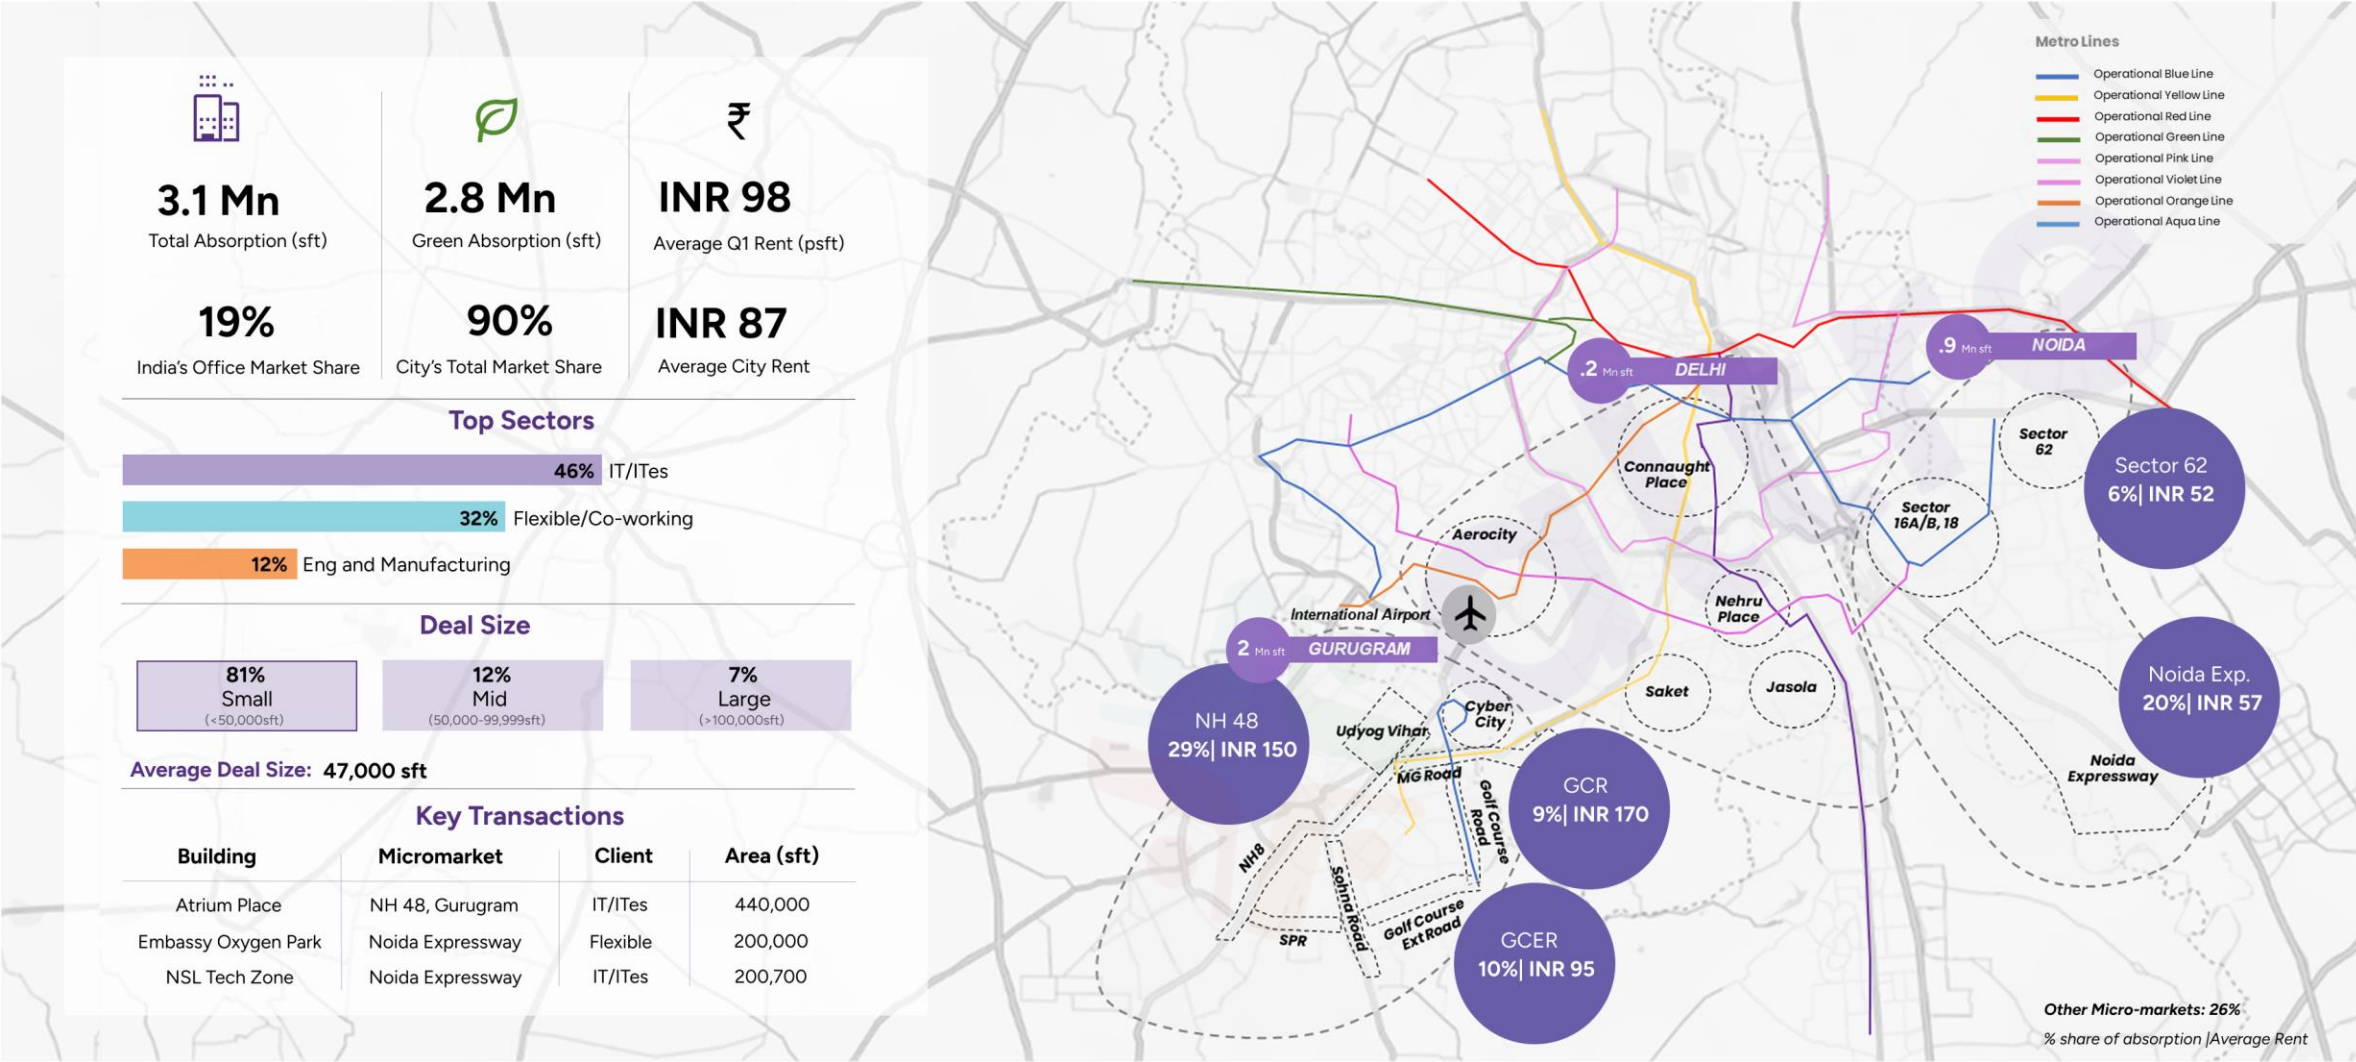 3.1 Mn
Total Absorption (sft)
2.8 Mn
Green Absorption (sft)
₹
INR 98
Average Q1 Rent (psft)
19%
India's Office Market Share
90%
City's Total Market Share
INR 87
Average City Rent
Top Sectors
46% IT/ITes
32% Flexible/Co-working
12% Eng and Manufacturing
Deal Size
81%
Small
(<50,000sft)
12%
Mid
(50,000-99,999sft)
7%
Large
(>100,000sft)
Average Deal Size: 47,000 sft
Key Transactions
Building Micromarket Client Area (sft)
Atrium Place NH 48, Gurugram IT/ITes 440,000
Embassy Oxygen Park Noida Expressway Flexible 200,000
NSL Tech Zone Noida Expressway IT/ITes 200,700
Metro Lines
Operational Blue Line
Operational Yellow Line
Operational Red Line
Operational Green Line
Operational Pink Line
Operational Violet Line
Operational Orange Line
Operational Aqua Line
.9 Mn sft NOIDA
.2 Mn sft DELHI
Sector
62
Sector 62
6%| INR 52
Connaught
Place
Sector
16A/B, 18
Aerocity
Nehru
Place
International Airport
2 Mn sft GURUGRAM
Saket
Jasola
Noida Exp.
20%| INR 57
NH 48
29%| INR 150
Cyber
City
Udyog Vihar
MG Road
Noida
Expressway
GCR
9%| INR 170
Golf Course
Road
NH8
Sohna Road
Golf Course
Ext Road
SPR
GCER
10%| INR 95
Other Micro-markets: 26%
% share of absorption |Average Rent